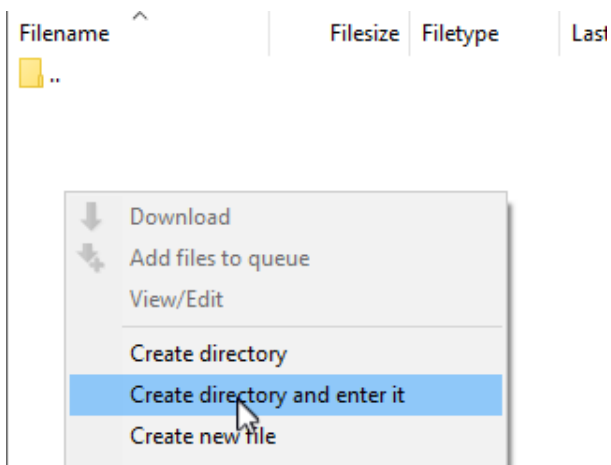 Filename Filesize Filetype Last
..
Download
Add files to queue
View/Edit
Create directory
Create directory and enter it
Create new file